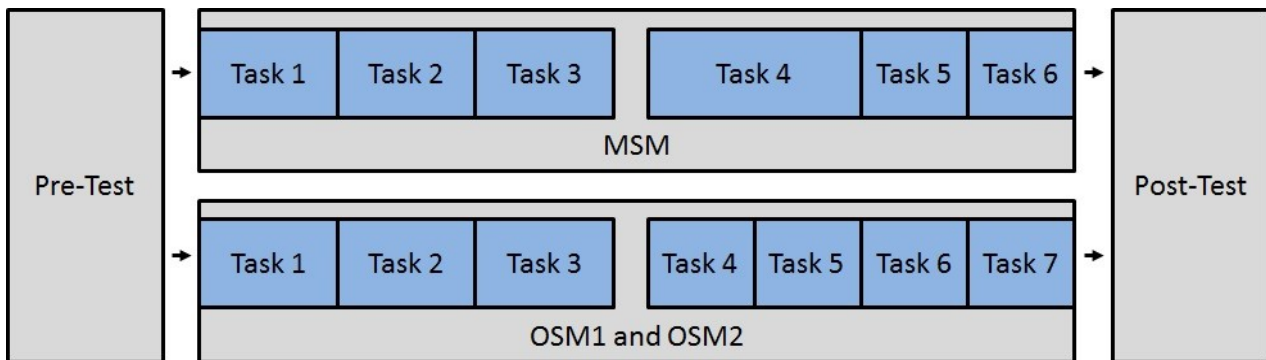 Pre-Test
Task 1 Task 2 Task 3 Task 4 Task 5 Task 6
MSM
Task 1 Task 2 Task 3 Task 4 Task 5 Task 6 Task 7
OSM1 and OSM2
Post-Test